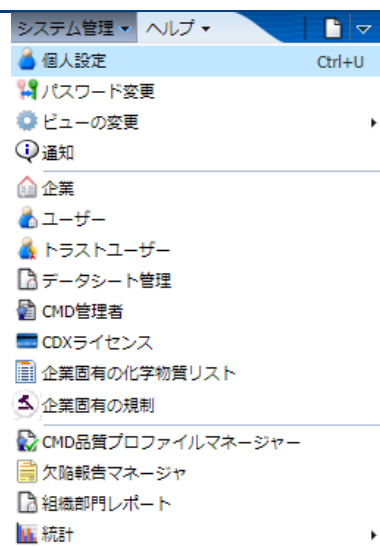 システム管理 ヘルプ
個人設定 Ctrl+U
パスワード変更
ビューの変更
通知
企業
ユーザー
トラストユーザー
データシート管理
CMD管理者
CDXライセンス
企業固有の化学物質リスト
企業固有の規制
CMD品質プロファイルマネージャー
欠陥報告マネージャ
組織部門レポート
統計